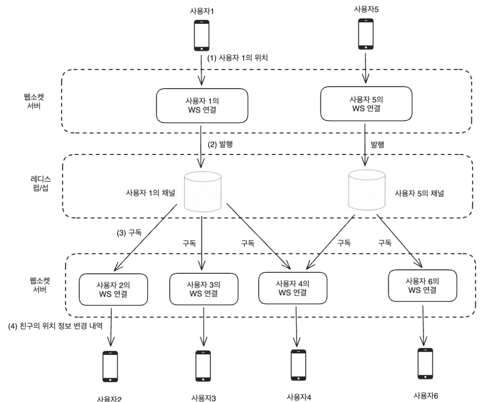 사용자1
사용자5
(1) 사용자 1의 위치
웹소켓
서버
사용자 1의
WS 연결
사용자 5의
WS 연결
(2) 발행
발행
레디스
펍/섭
사용자 1의 채널
사용자 5의 채널
(3) 구독
구독
구독
구독
구독
웹소켓
서버
사용자 2의
WS 연결
사용자 3의
WS 연결
사용자 4의
WS 연결
사용자 6의
WS 연결
(4) 친구의 위치 정보 변경 내역
사용자2
사용자3
사용자4
사용자6